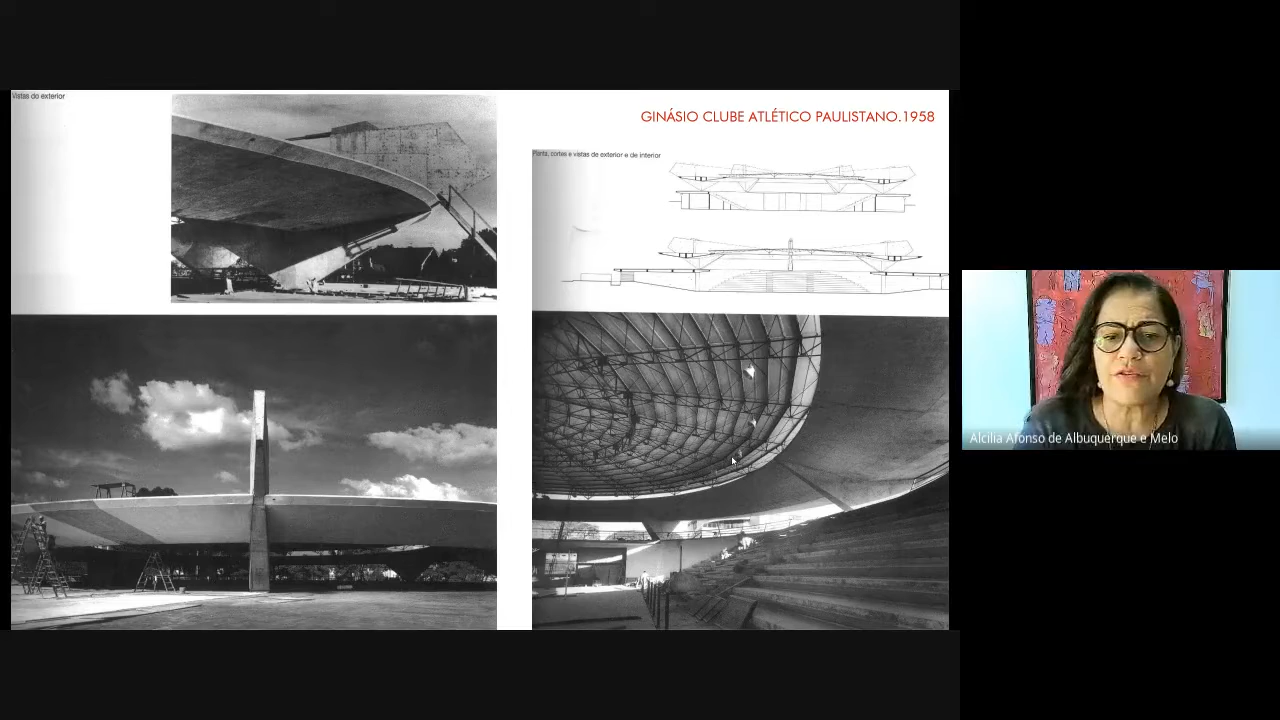 Vistas do exterior
GINÁSIO CLUBE ATLÉTICO PAULISTANO.1958
Planta, cortes e vistas de exterior e de interior
Alcilia Afonso de Albuquerque e Melo